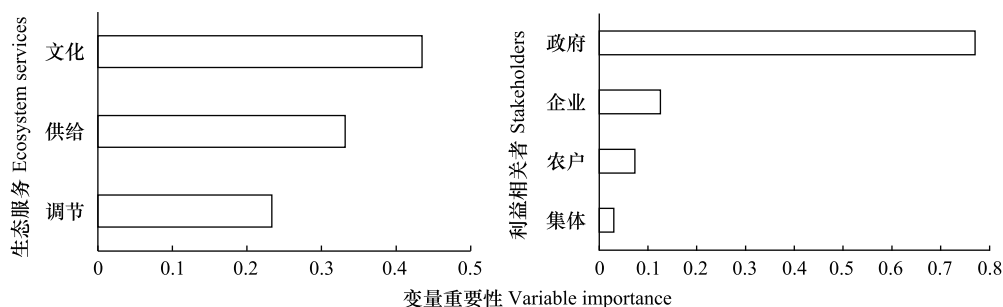 生态服务 Ecosystem services
文化
供给
调节
0 0.1 0.2 0.3 0.4 0.5
利益相关者 Stakeholders
政府
企业
农户
集体
0 0.1 0.2 0.3 0.4 0.5 0.6 0.7 0.8
变量重要性 Variable importance